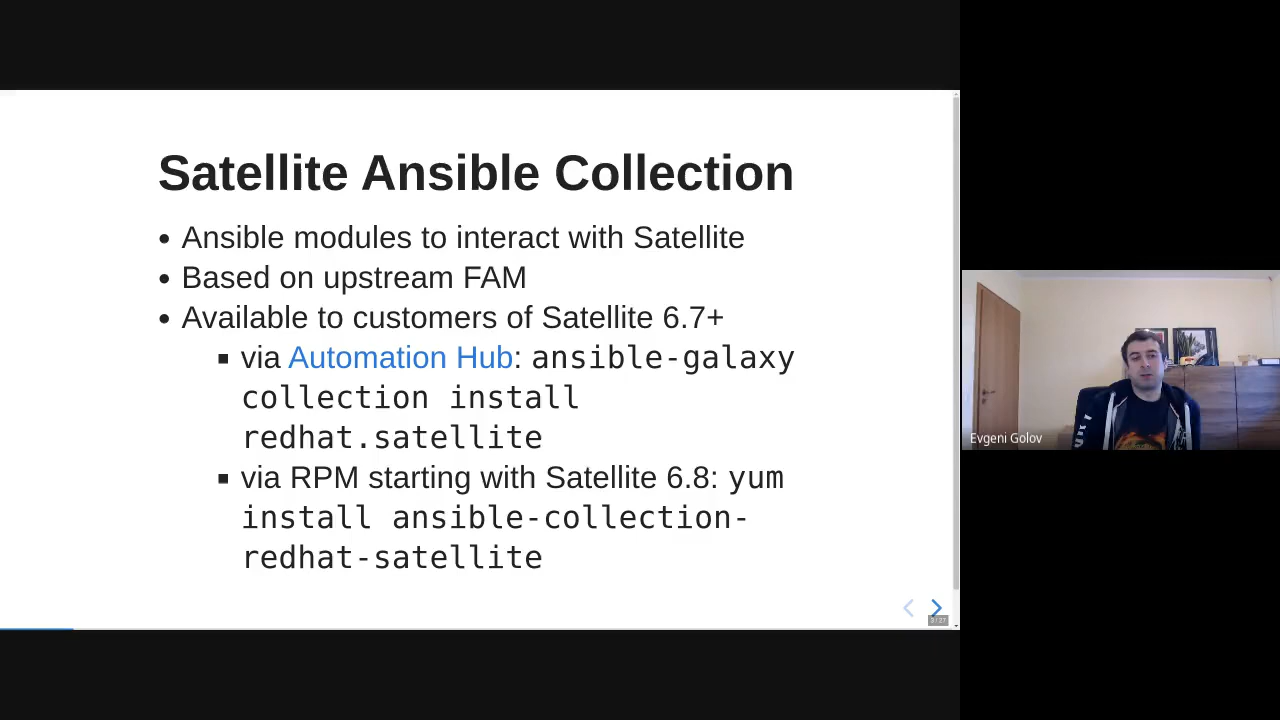 Satellite Ansible Collection
• Ansible modules to interact with Satellite
• Based on upstream FAM
• Available to customers of Satellite 6.7+
▪ via Automation Hub: ansible-galaxy
collection install
redhat.satellite
▪ via RPM starting with Satellite 6.8: yum
install ansible-collection-
redhat-satellite
3 / 27
Evgeni Golov